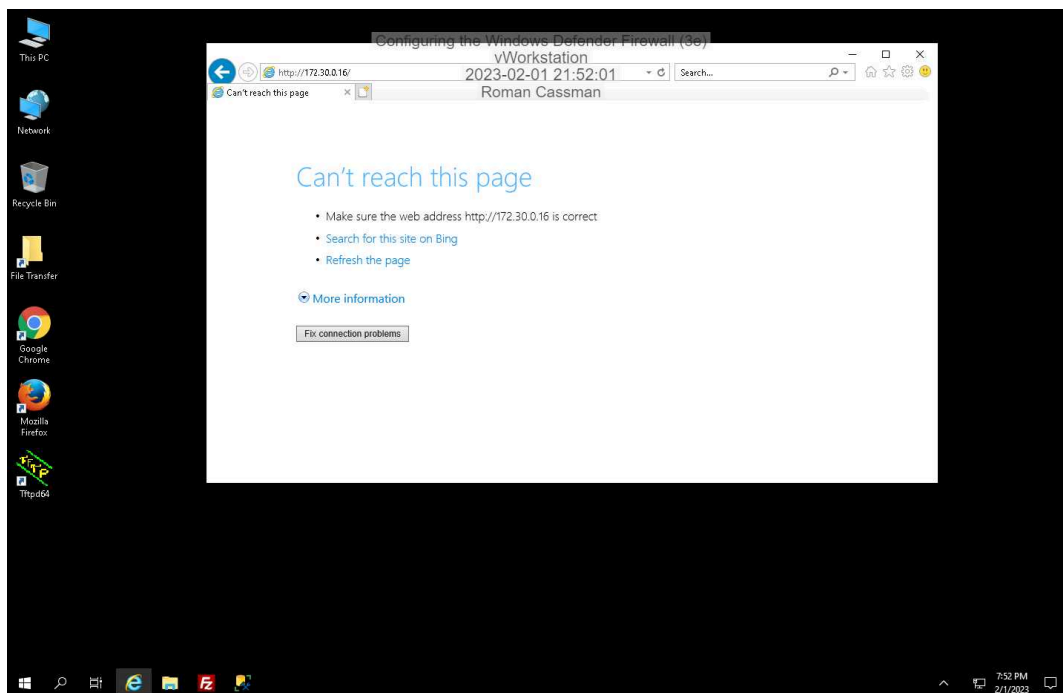 This PC
Network
Recycle Bin
File Transfer
Google
Chrome
Mozilla
Firefox
Tftpd64
Configuring the Windows Defender Firewall (3e)
vWorkstation
2023-02-01 21:52:01
Roman Cassman
http://172.30.0.16/
Search...
Can't reach this page
Can't reach this page
• Make sure the web address http://172.30.0.16 is correct
• Search for this site on Bing
• Refresh the page
More information
Fix connection problems
7:52 PM
2/1/2023